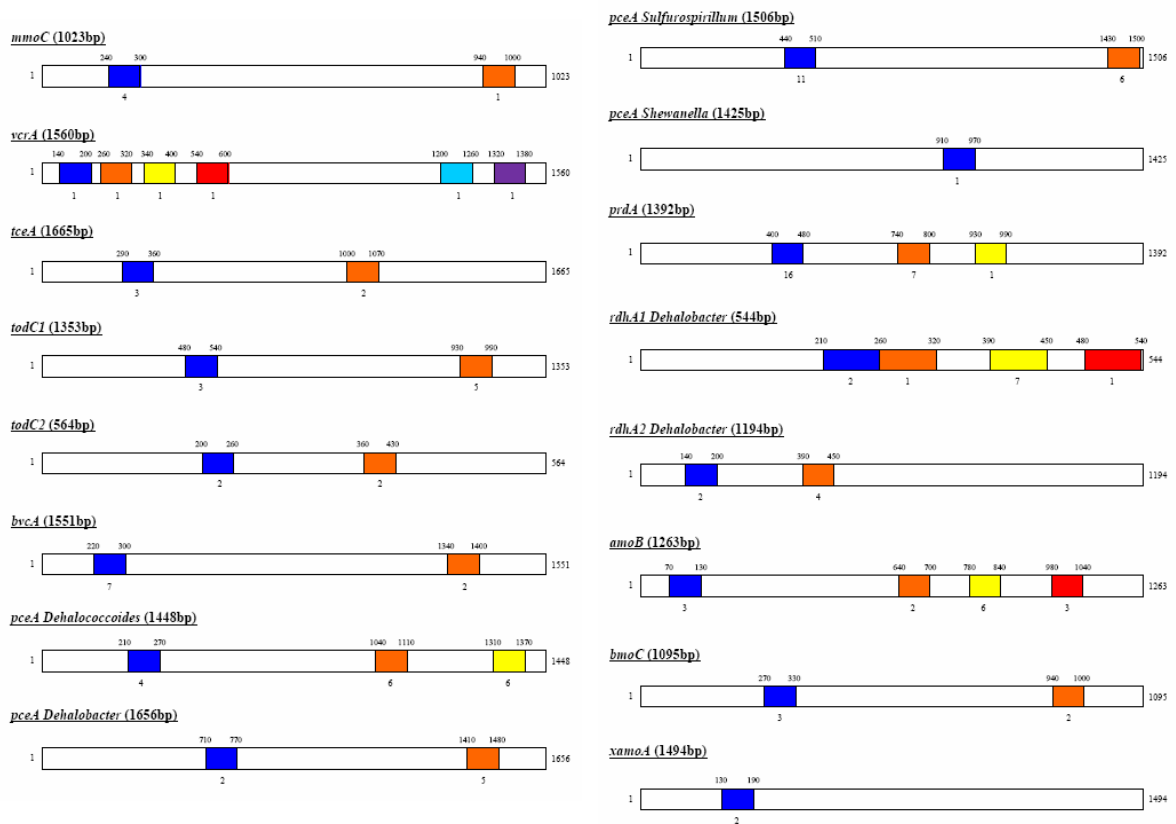 mmoC (1023bp)
240 300 940 1000
1 1023
4 1
vcrA (1560bp)
140 200 260 320 340 400 540 600 1200 1260 1320 1380
1 1560
1 1 1 1 1 1
tceA (1665bp)
290 360 1000 1070
1 1665
3 2
todC1 (1353bp)
480 540 930 990
1 1353
3 5
todC2 (564bp)
200 260 360 430
1 564
2 2
bvcA (1551bp)
220 300 1340 1400
1 1551
7 2
pceA Dehalococcoides (1448bp)
210 270 1040 1110 1310 1370
1 1448
4 6 6
pceA Dehalobacter (1656bp)
710 770 1410 1480
1 1656
2 5
pceA Sulfurospirillum (1506bp)
440 510 1430 1500
1 1506
11 6
pceA Shewanella (1425bp)
910 970
1 1425
1
prdA (1392bp)
400 480 740 800 930 990
1 1392
16 7 1
rdhA1 Dehalobacter (544bp)
210 260 320 390 450 480 540
1 544
2 1 7 1
rdhA2 Dehalobacter (1194bp)
140 200 390 450
1 1194
2 4
amoB (1263bp)
70 130 640 700 780 840 980 1040
1 1263
3 2 6 3
bmoC (1095bp)
270 330 940 1000
1 1095
3 2
xamoA (1494bp)
130 190
1 1494
2